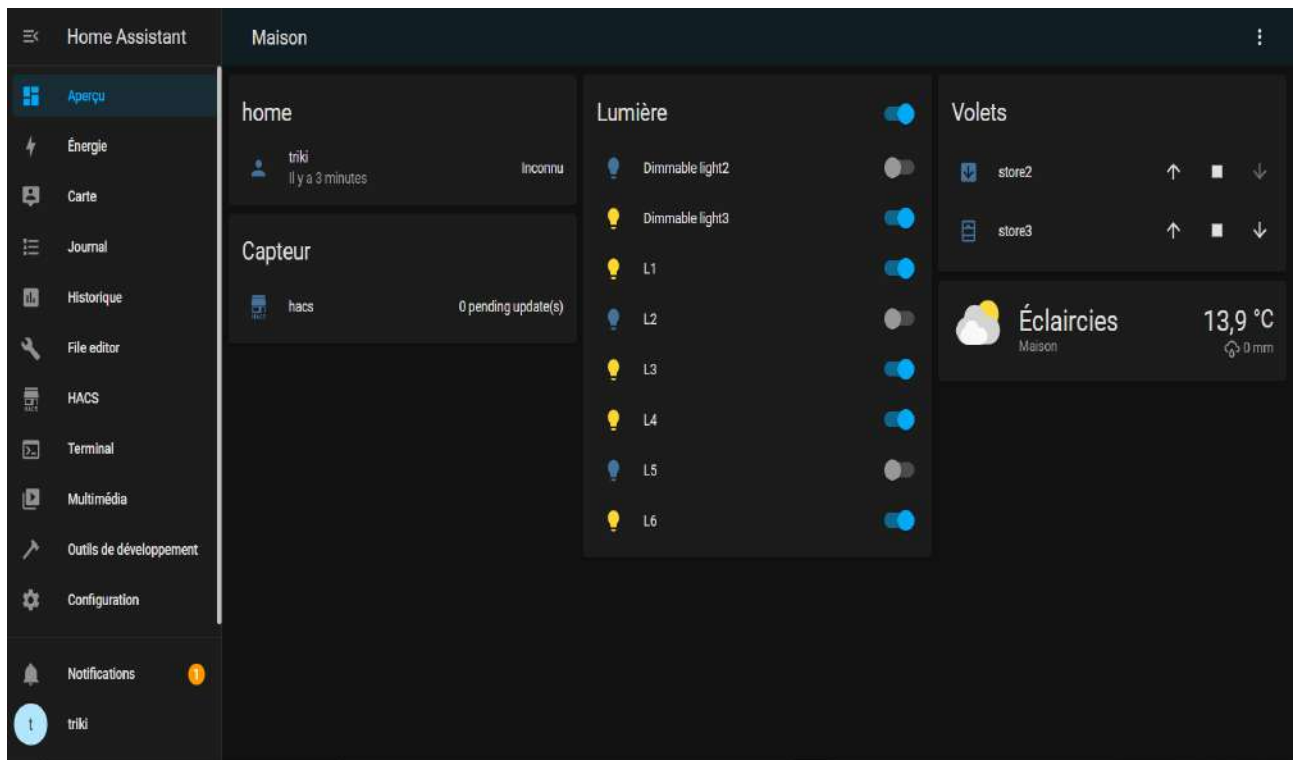 Home Assistant
Aperçu
Énergie
Carte
Journal
Historique
File editor
HACS
Terminal
Multimédia
Outils de développement
Configuration
Notifications 1
t triki
Maison
home
triki
Il y a 3 minutes
Inconnu
Capteur
hacs 0 pending update(s)
Lumière
Dimmable light2
Dimmable light3
L1
L2
L3
L4
L5
L6
Volets
store2
store3
Éclaircies 13,9 °C
Maison 0 mm